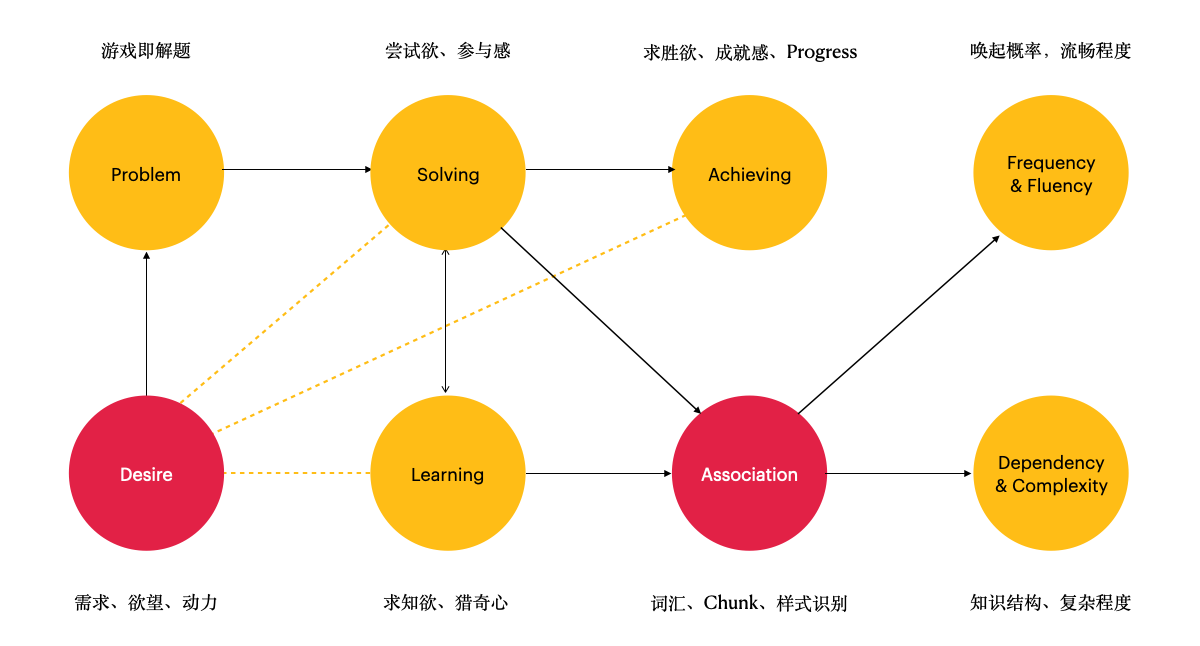 游戏即解题
尝试欲、参与感
求胜欲、成就感、Progress
唤起概率，流畅程度
Problem
Solving
Achieving
Frequency
& Fluency
Desire
Learning
Association
Dependency
& Complexity
需求、欲望、动力
求知欲、猎奇心
词汇、Chunk、样式识别
知识结构、复杂程度